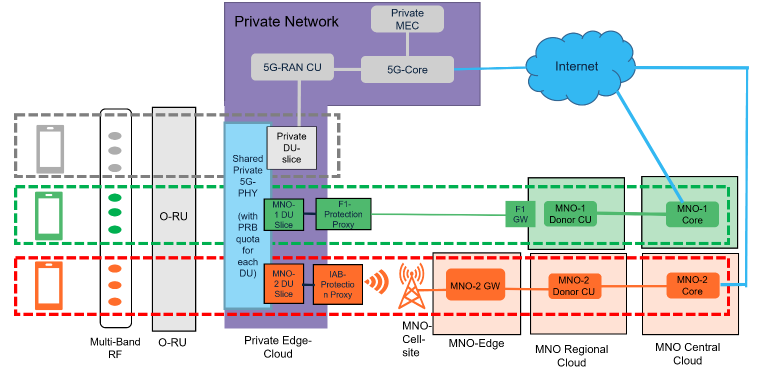 Private Network
Private
MEC
5G-RAN CU
5G-Core
Internet
Private
DU-
slice
Shared
Private
5G-
PHY
(with
PRB
quota
for
each
DU)
O-RU
MNO-
1 DU
Slice
F1-
Protection
Proxy
F1
GW
MNO-1
Donor CU
MNO-1
Core
MNO-
2 DU
Slice
IAB-
Protectio
n Proxy
MNO-2 GW
MNO-2
Donor CU
MNO-2
Core
Multi-Band
RF
O-RU
Private Edge-
Cloud
MNO-
Cell-
site
MNO-Edge
MNO Regional
Cloud
MNO Central
Cloud